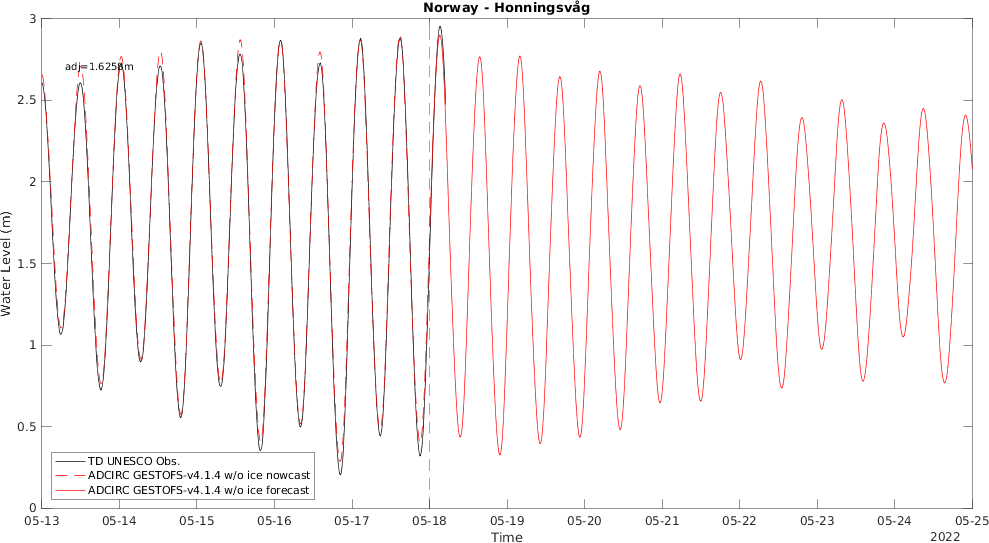 Norway - Honningsvåg
3
2.5
2
1.5
1
0.5
0
Water Level (m)
adj=1.6258m
TD UNESCO Obs.
ADCIRC GESTOFS-v4.1.4 w/o ice nowcast
ADCIRC GESTOFS-v4.1.4 w/o ice forecast
05-13 05-14 05-15 05-16 05-17 05-18 05-19 05-20 05-21 05-22 05-23 05-24 05-25
Time
2022